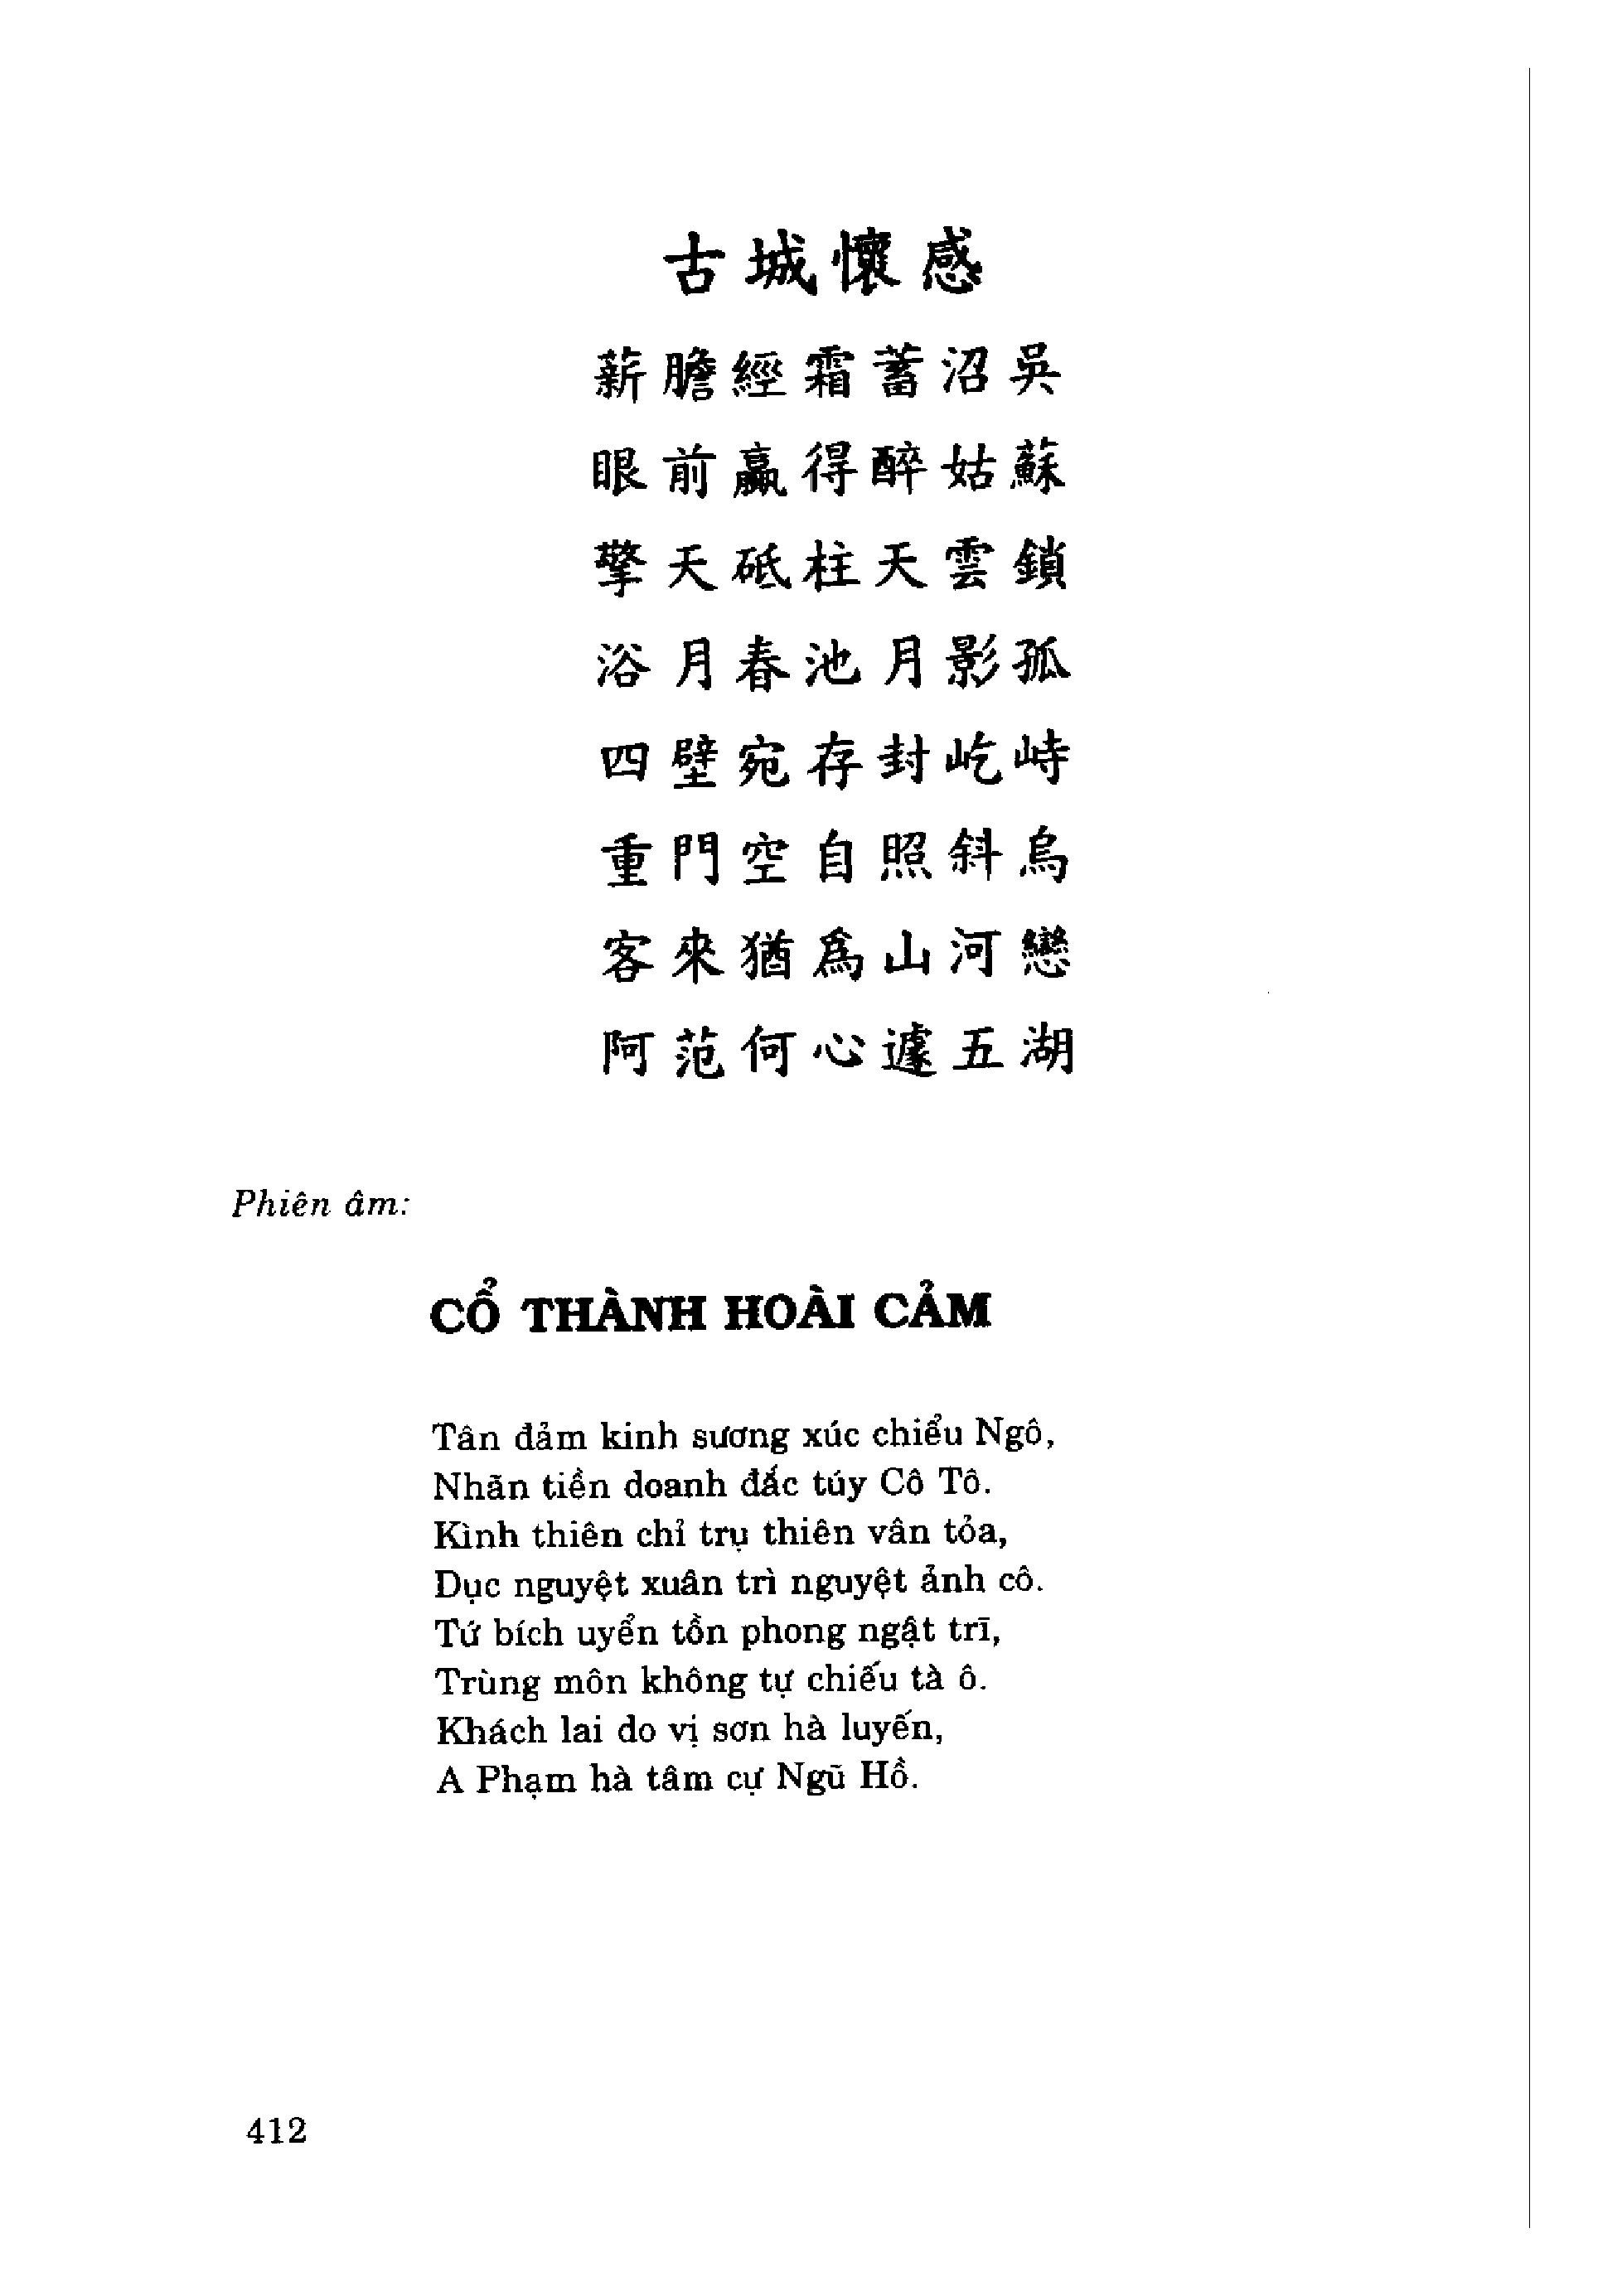 古城懷感
薪膽經霜蓄沼吳
眼前贏得醉姑蘇
擎天砥柱天雲鎖
浴月春池月影孤
四壁宛存封屹峙
重門空自照斜烏
客來猶為山河戀
阿范何心遽五湖
Phiên âm:
CỔ THÀNH HOÀI CẢM
Tân đảm kinh sương xúc chiểu Ngô,
Nhãn tiền doanh đắc túy Cô Tô.
Kình thiên chỉ trụ thiên vân tỏa,
Dục nguyệt xuân trì nguyệt ảnh cô.
Tứ bích uyển tồn phong ngật trĩ,
Trùng môn không tự chiếu tà ô.
Khách lai do vị sơn hà luyến,
A Phạm hà tâm cự Ngũ Hồ.
412